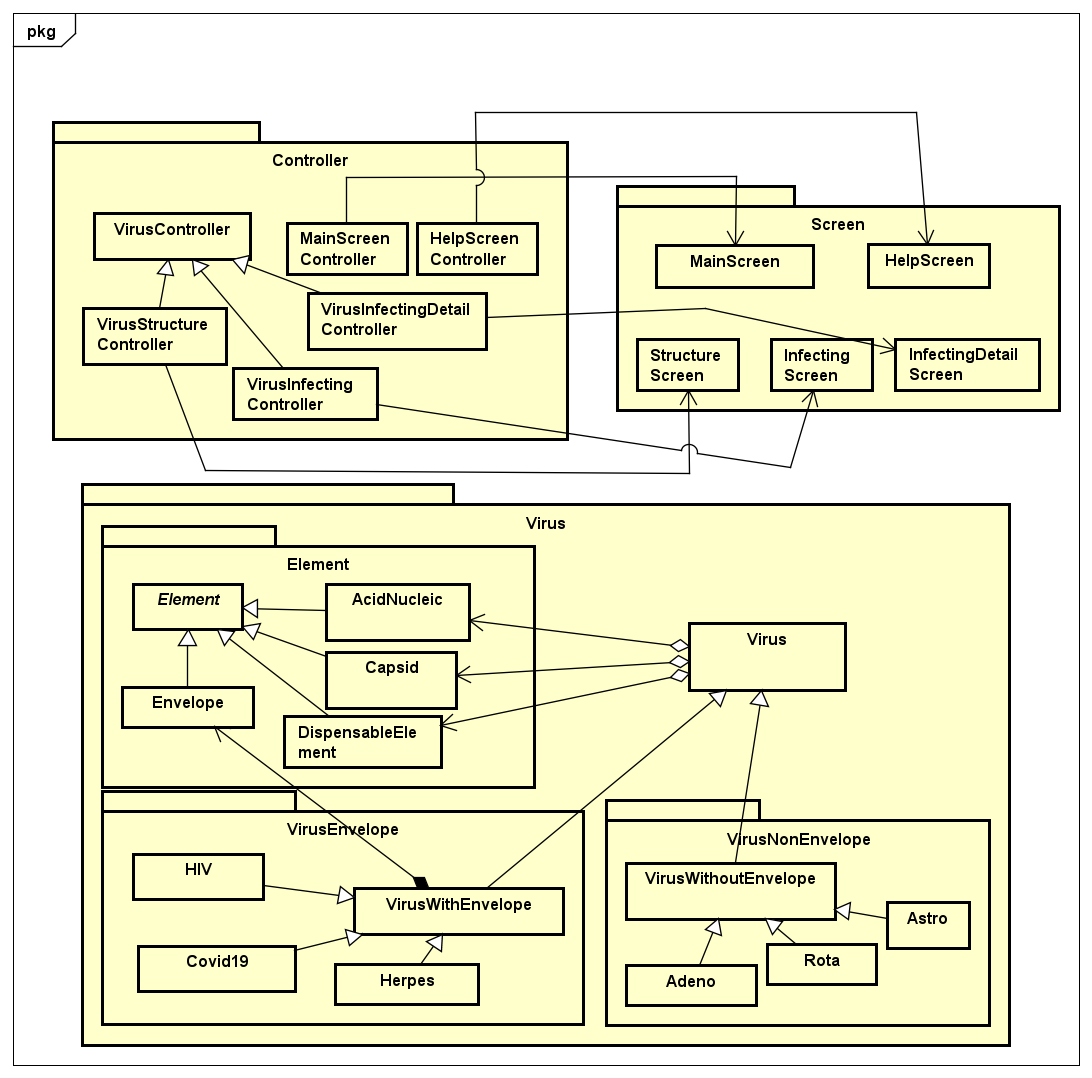 pkg
Controller
VirusController
MainScreen
Controller
HelpScreen
Controller
VirusStructure
Controller
VirusInfectingDetail
Controller
VirusInfecting
Controller
Screen
MainScreen
HelpScreen
Structure
Screen
Infecting
Screen
InfectingDetail
Screen
Virus
Element
Element
AcidNucleic
Capsid
Envelope
DispensableEle
ment
Virus
VirusEnvelope
HIV
VirusWithEnvelope
Covid19
Herpes
VirusNonEnvelope
VirusWithoutEnvelope
Astro
Rota
Adeno